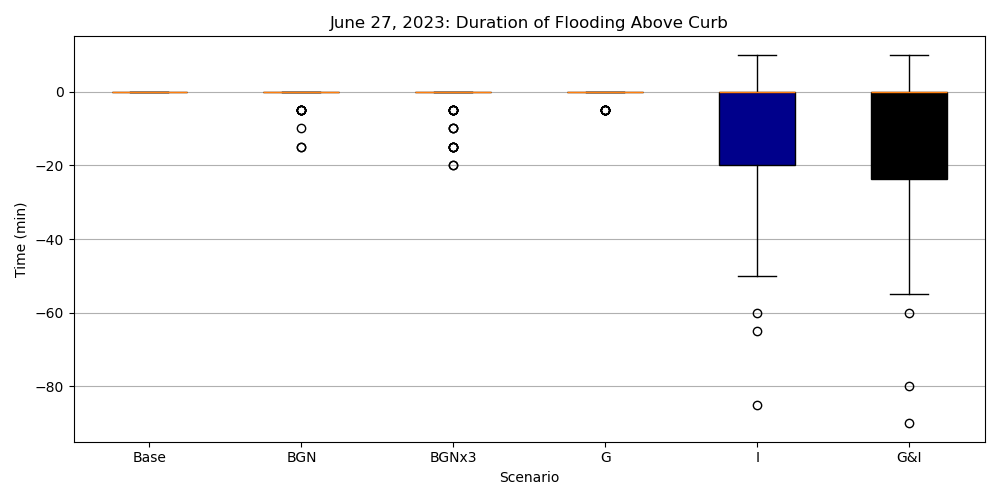 June 27, 2023: Duration of Flooding Above Curb
Time (min)
0
−20
−40
−60
−80
Base BGN BGNx3 G I G&I
Scenario